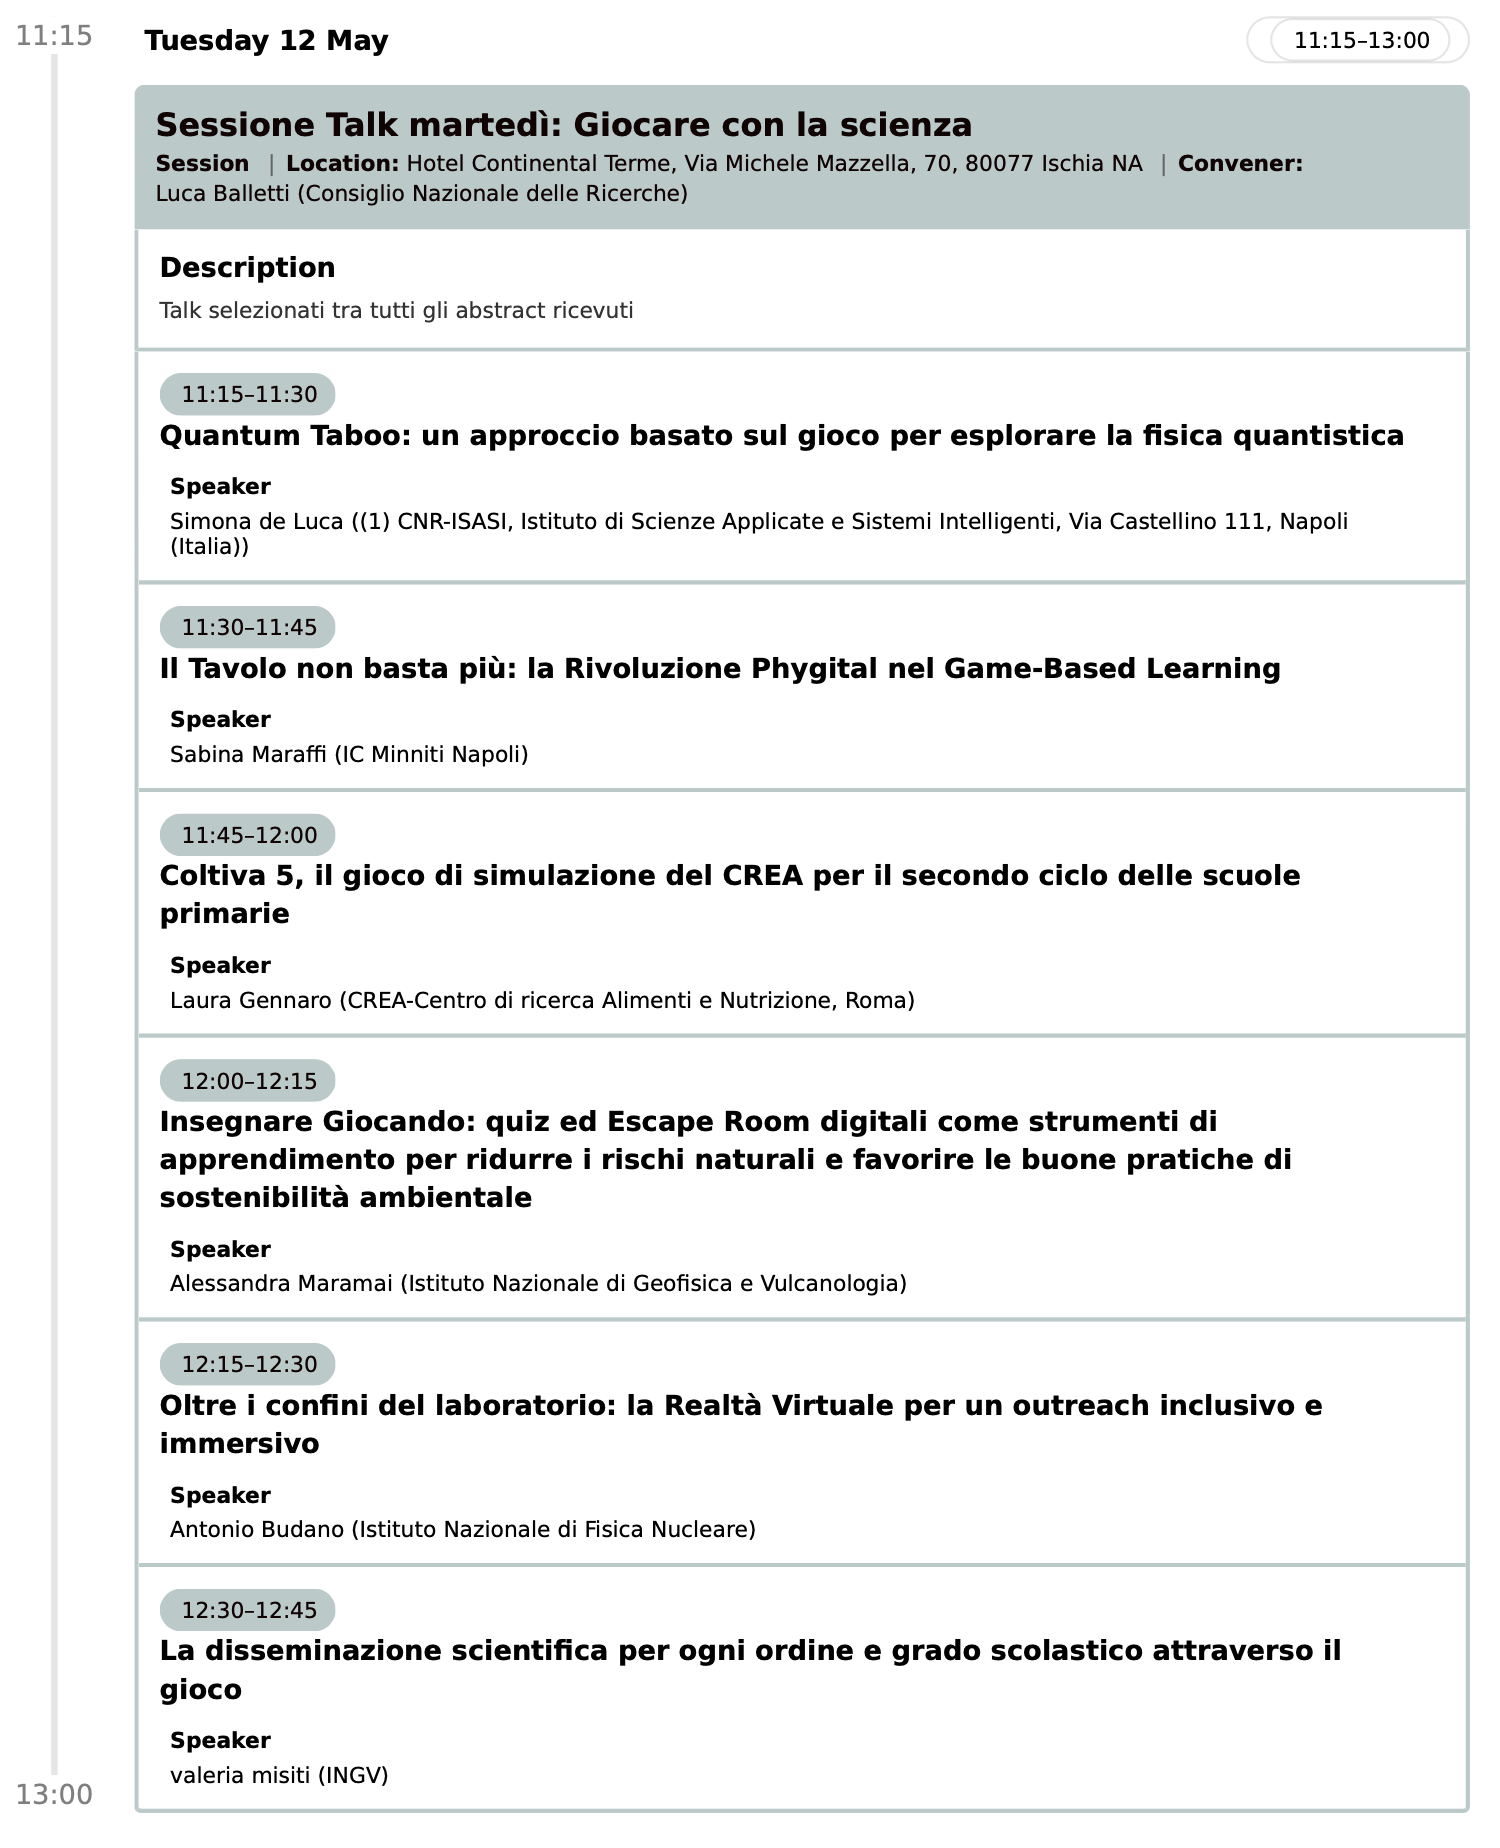 11:15
Tuesday 12 May
11:15–13:00
Sessione Talk martedì: Giocare con la scienza
Session | Location: Hotel Continental Terme, Via Michele Mazzella, 70, 80077 Ischia NA | Convener:
Luca Balletti (Consiglio Nazionale delle Ricerche)
Description
Talk selezionati tra tutti gli abstract ricevuti
11:15–11:30
Quantum Taboo: un approccio basato sul gioco per esplorare la fisica quantistica
Speaker
Simona de Luca ((1) CNR-ISASI, Istituto di Scienze Applicate e Sistemi Intelligenti, Via Castellino 111, Napoli
(Italia))
11:30–11:45
Il Tavolo non basta più: la Rivoluzione Phygital nel Game-Based Learning
Speaker
Sabina Maraffi (IC Minniti Napoli)
11:45–12:00
Coltiva 5, il gioco di simulazione del CREA per il secondo ciclo delle scuole
primarie
Speaker
Laura Gennaro (CREA-Centro di ricerca Alimenti e Nutrizione, Roma)
12:00–12:15
Insegnare Giocando: quiz ed Escape Room digitali come strumenti di
apprendimento per ridurre i rischi naturali e favorire le buone pratiche di
sostenibilità ambientale
Speaker
Alessandra Maramai (Istituto Nazionale di Geofisica e Vulcanologia)
12:15–12:30
Oltre i confini del laboratorio: la Realtà Virtuale per un outreach inclusivo e
immersivo
Speaker
Antonio Budano (Istituto Nazionale di Fisica Nucleare)
12:30–12:45
La disseminazione scientifica per ogni ordine e grado scolastico attraverso il
gioco
Speaker
valeria misiti (INGV)
13:00